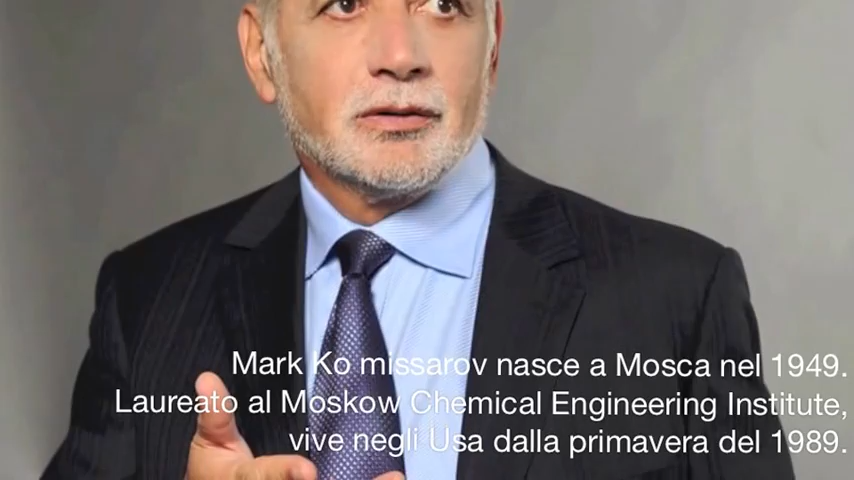 Mark Ko missarov nasce a Mosca nel 1949.
Laureato al Moskow Chemical Engineering Institute,
vive negli Usa dalla primavera del 1989.